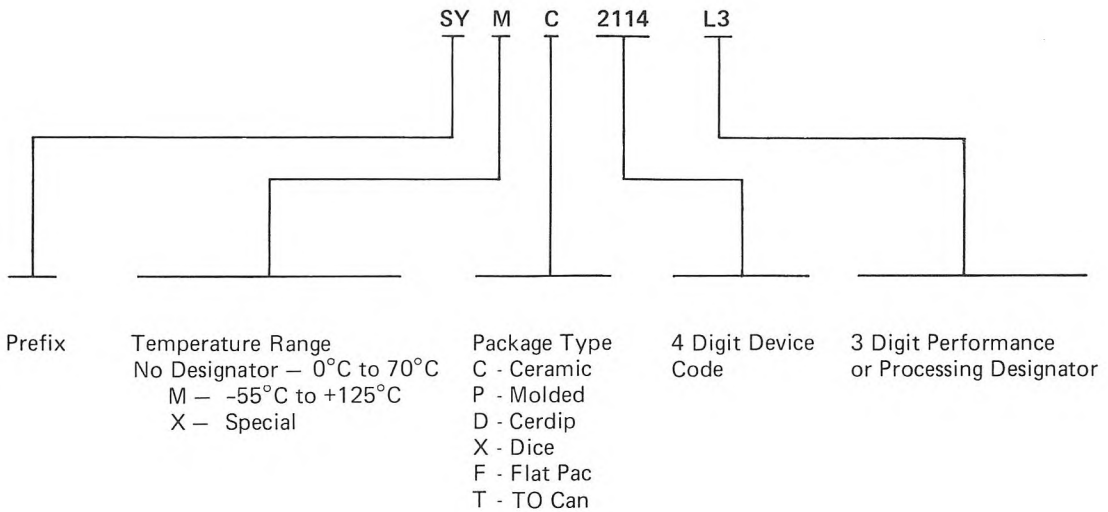 SY M C 2114 L3
Prefix
Temperature Range
No Designator — 0°C to 70°C
M — -55°C to +125°C
X — Special
Package Type
C - Ceramic
P - Molded
D - Cerdip
X - Dice
F - Flat Pac
T - TO Can
4 Digit Device
Code
3 Digit Performance
or Processing Designator